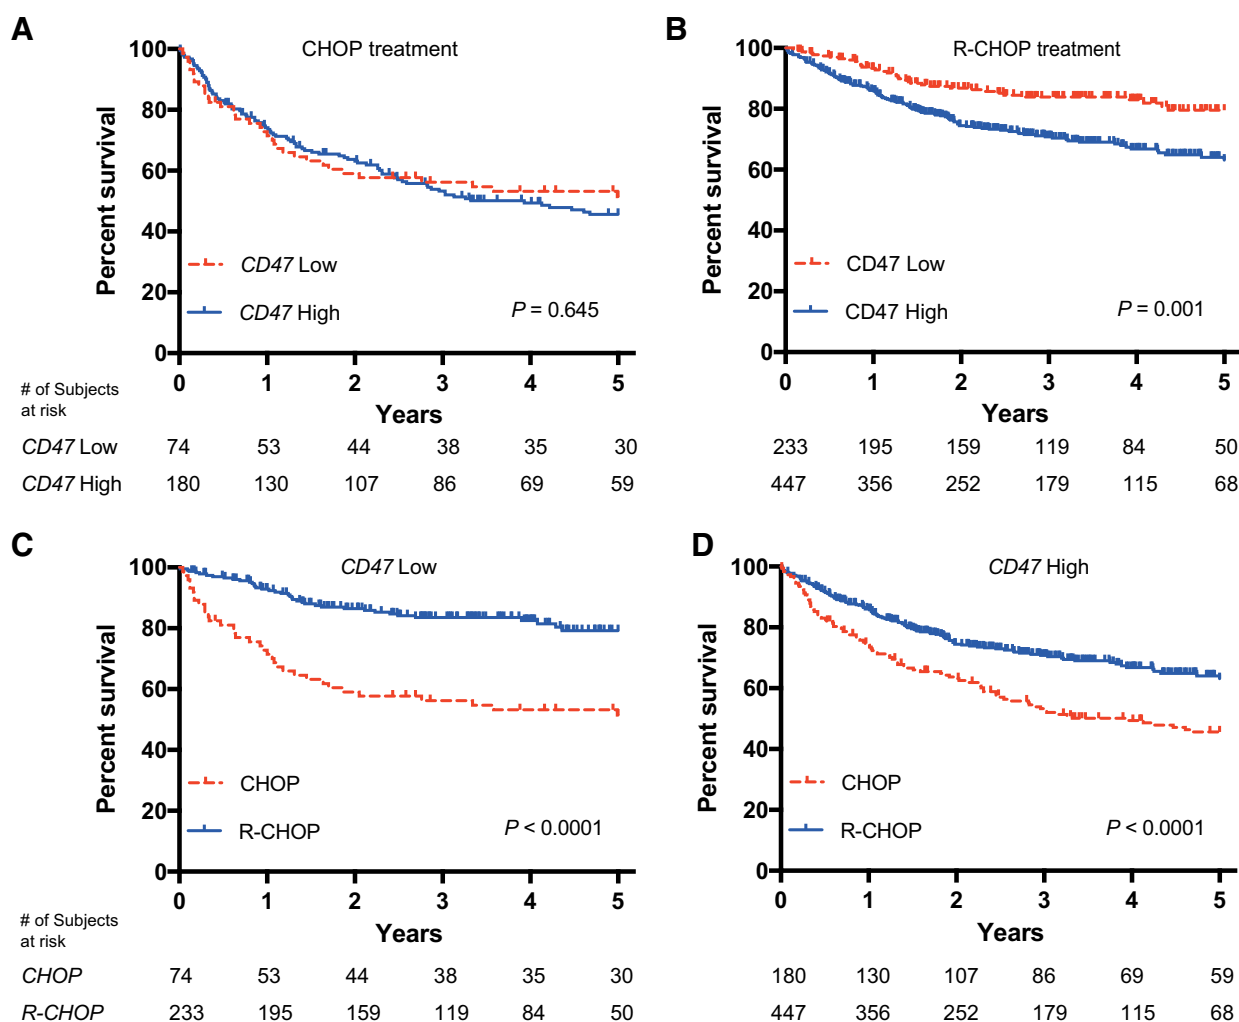 A
CHOP treatment
100
80
60
40
20
0
Percent survival
CD47 Low
CD47 High
P = 0.645
0 1 2 3 4 5
Years
# of Subjects
at risk
CD47 Low 74 53 44 38 35 30
CD47 High 180 130 107 86 69 59
B
R-CHOP treatment
100
80
60
40
20
0
Percent survival
CD47 Low
CD47 High
P = 0.001
0 1 2 3 4 5
Years
233 195 159 119 84 50
447 356 252 179 115 68
C
CD47 Low
100
80
60
40
20
0
Percent survival
CHOP
R-CHOP
P < 0.0001
0 1 2 3 4 5
Years
# of Subjects
at risk
CHOP 74 53 44 38 35 30
R-CHOP 233 195 159 119 84 50
D
CD47 High
100
80
60
40
20
0
Percent survival
CHOP
R-CHOP
P < 0.0001
0 1 2 3 4 5
Years
180 130 107 86 69 59
447 356 252 179 115 68